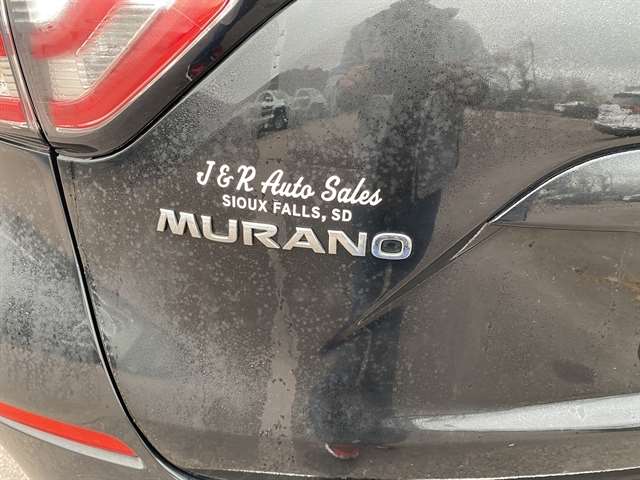 J & R Auto Sales
SIOUX FALLS, SD
MURANO